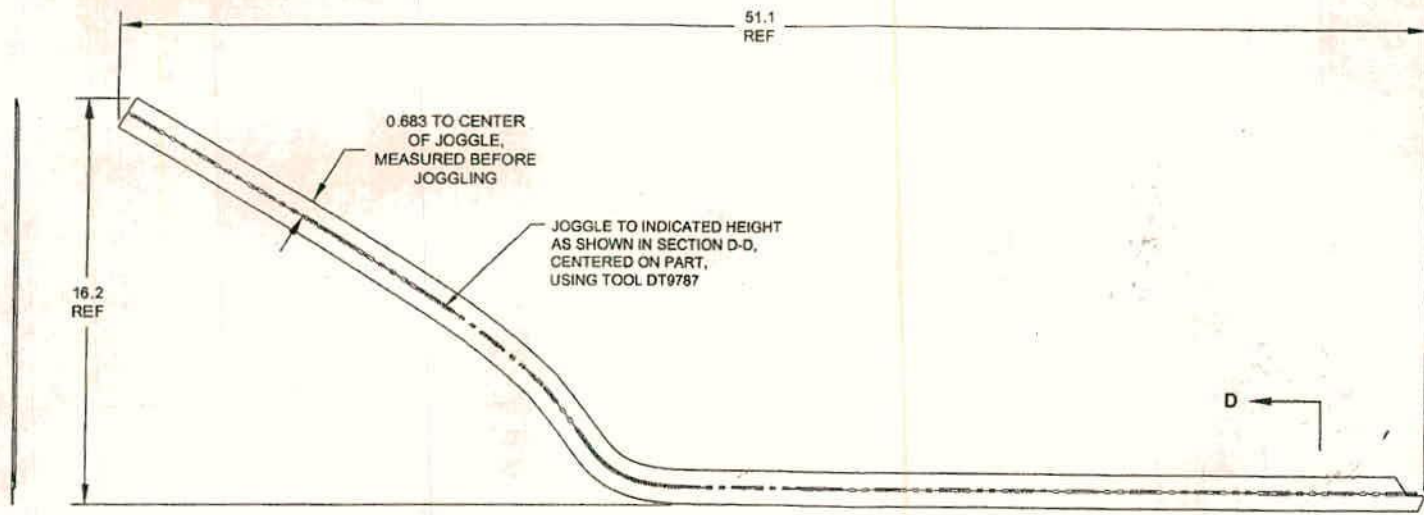 51.1
REF
0.683 TO CENTER
OF JOGGLE,
MEASURED BEFORE
JOGGLING
JOGGLE TO INDICATED HEIGHT
AS SHOWN IN SECTION D-D,
CENTERED ON PART,
USING TOOL DT9787
16.2
REF
D